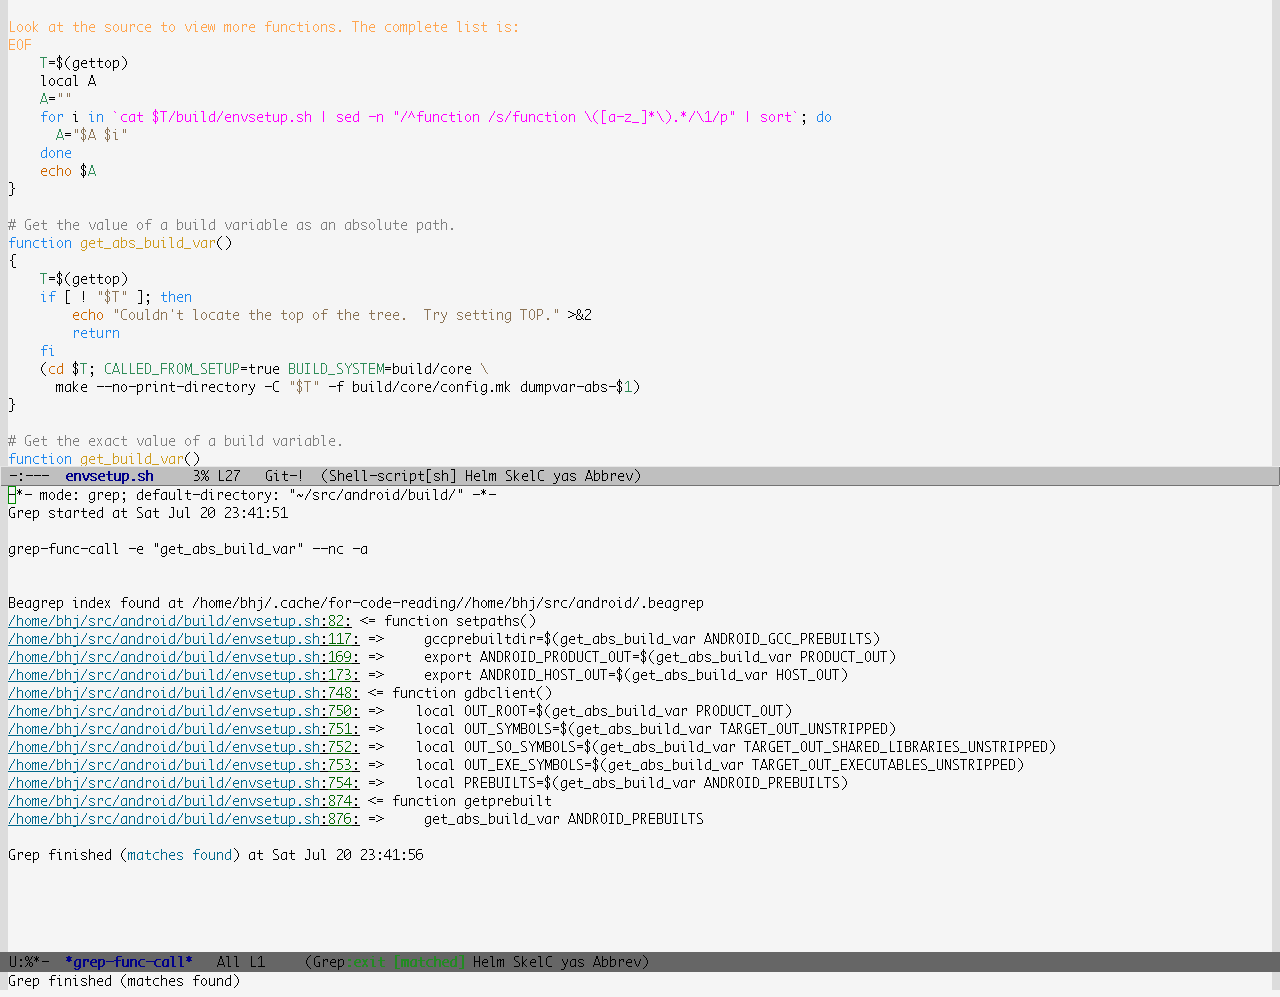 Look at the source to view more functions. The complete list is:
EOF
    T=$(gettop)
    local A
    A=""
    for i in `cat $T/build/envsetup.sh | sed -n "/^function /s/function \([a-z_]*\).*/\1/p" | sort`; do
      A="$A $i"
    done
    echo $A
}

# Get the value of a build variable as an absolute path.
function get_abs_build_var()
{
    T=$(gettop)
    if [ ! "$T" ]; then
        echo "Couldn't locate the top of the tree.  Try setting TOP." >&2
        return
    fi
    (cd $T; CALLED_FROM_SETUP=true BUILD_SYSTEM=build/core \
      make --no-print-directory -C "$T" -f build/core/config.mk dumpvar-abs-$1)
}

# Get the exact value of a build variable.
function get_build_var()
-:---  envsetup.sh     3% L27   Git-!  (Shell-script[sh] Helm SkelC yas Abbrev)
-*- mode: grep; default-directory: "~/src/android/build/" -*-
Grep started at Sat Jul 20 23:41:51

grep-func-call -e "get_abs_build_var" --nc -a

Beagrep index found at /home/bhj/.cache/for-code-reading//home/bhj/src/android/.beagrep
/home/bhj/src/android/build/envsetup.sh:82: <= function setpaths()
/home/bhj/src/android/build/envsetup.sh:117: =>     gccprebuiltdir=$(get_abs_build_var ANDROID_GCC_PREBUILTS)
/home/bhj/src/android/build/envsetup.sh:169: =>     export ANDROID_PRODUCT_OUT=$(get_abs_build_var PRODUCT_OUT)
/home/bhj/src/android/build/envsetup.sh:173: =>     export ANDROID_HOST_OUT=$(get_abs_build_var HOST_OUT)
/home/bhj/src/android/build/envsetup.sh:748: <= function gdbclient()
/home/bhj/src/android/build/envsetup.sh:750: =>    local OUT_ROOT=$(get_abs_build_var PRODUCT_OUT)
/home/bhj/src/android/build/envsetup.sh:751: =>    local OUT_SYMBOLS=$(get_abs_build_var TARGET_OUT_UNSTRIPPED)
/home/bhj/src/android/build/envsetup.sh:752: =>    local OUT_SO_SYMBOLS=$(get_abs_build_var TARGET_OUT_SHARED_LIBRARIES_UNSTRIPPED)
/home/bhj/src/android/build/envsetup.sh:753: =>    local OUT_EXE_SYMBOLS=$(get_abs_build_var TARGET_OUT_EXECUTABLES_UNSTRIPPED)
/home/bhj/src/android/build/envsetup.sh:754: =>    local PREBUILTS=$(get_abs_build_var ANDROID_PREBUILTS)
/home/bhj/src/android/build/envsetup.sh:874: <= function getprebuilt
/home/bhj/src/android/build/envsetup.sh:876: =>     get_abs_build_var ANDROID_PREBUILTS

Grep finished (matches found) at Sat Jul 20 23:41:56
U:%*-  *grep-func-call*   All L1     (Grep:exit [matched] Helm SkelC yas Abbrev)
Grep finished (matches found)